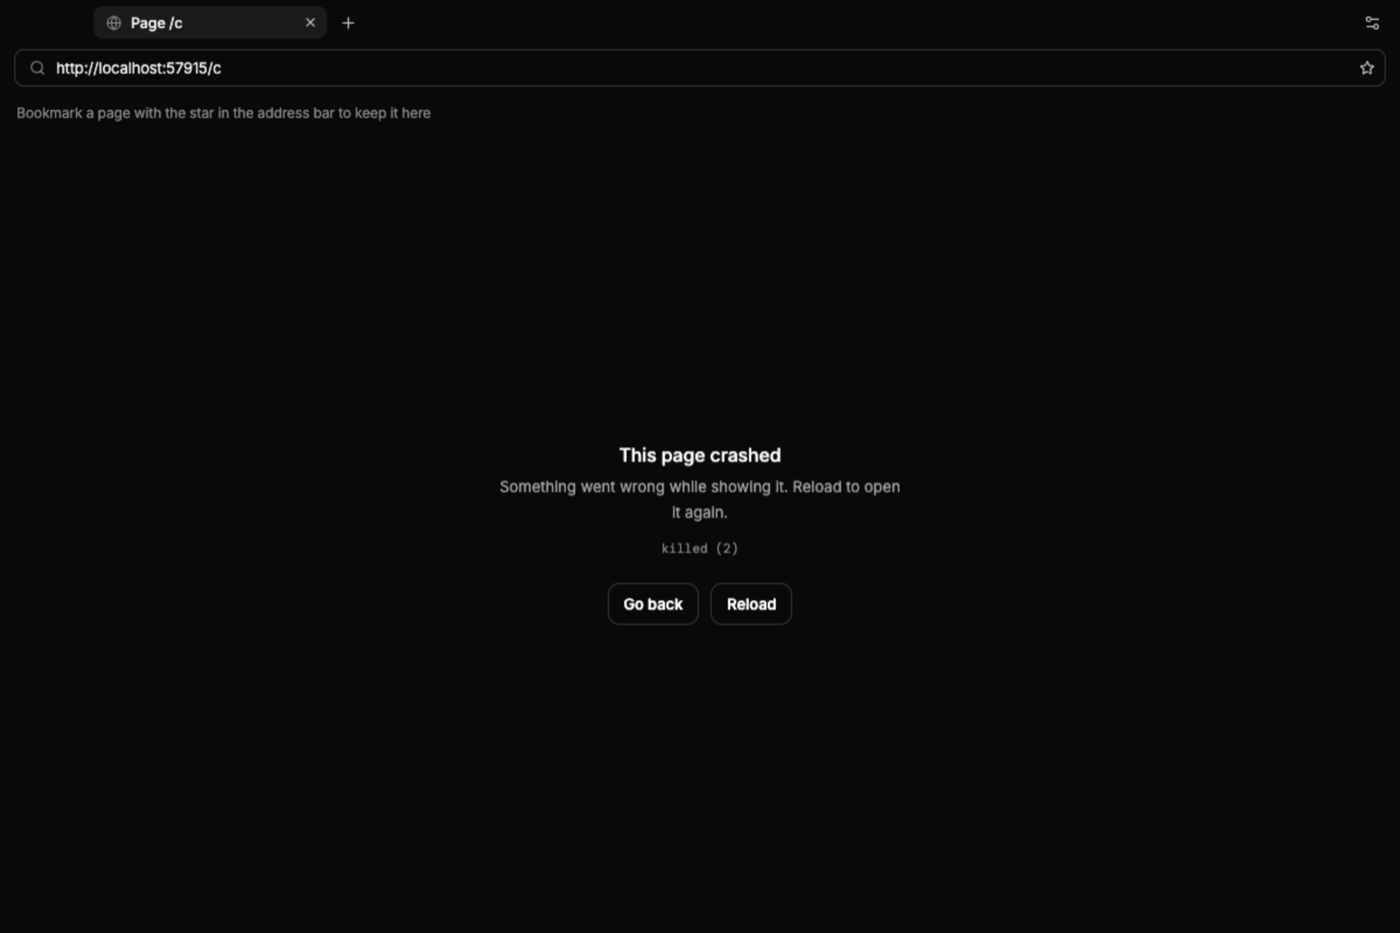 Page /c
http://localhost:57915/c
Bookmark a page with the star in the address bar to keep it here
This page crashed
Something went wrong while showing it. Reload to open
it again.
killed (2)
Go back
Reload